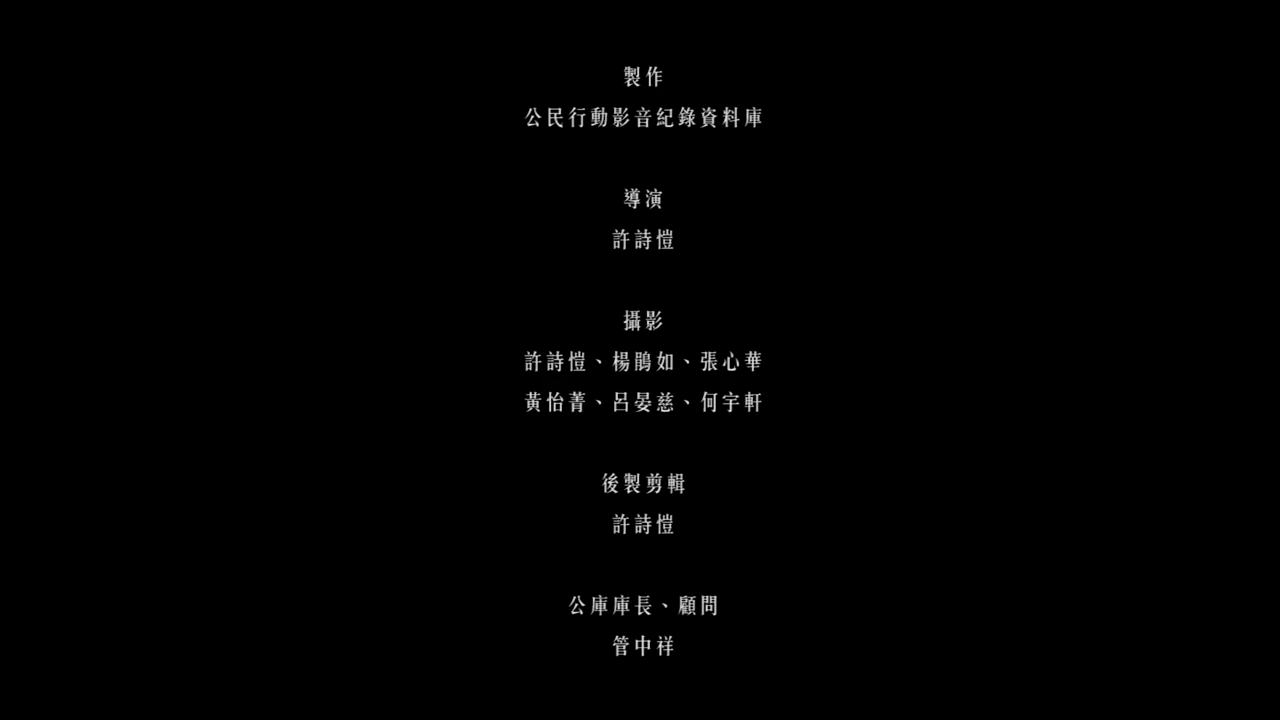 製作
公民行動影音紀錄資料庫
導演
許詩愷
攝影
許詩愷、楊鵑如、張心華
黃怡菁、呂晏慈、何宇軒
後製剪輯
許詩愷
公庫庫長、顧問
管中祥